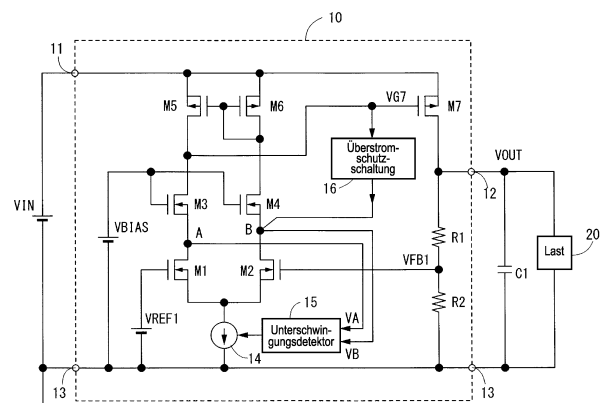 10
11
M5
M6
VG7
M7
Überstrom-
schutz-
schaltung
16
VOUT
12
VIN
VBIAS
M3
M4
A
B
R1
20
Last
M1
M2
VFB1
C1
VREF1
15
R2
Unterschwin-
gungsdetektor
VA
VB
14
13
13